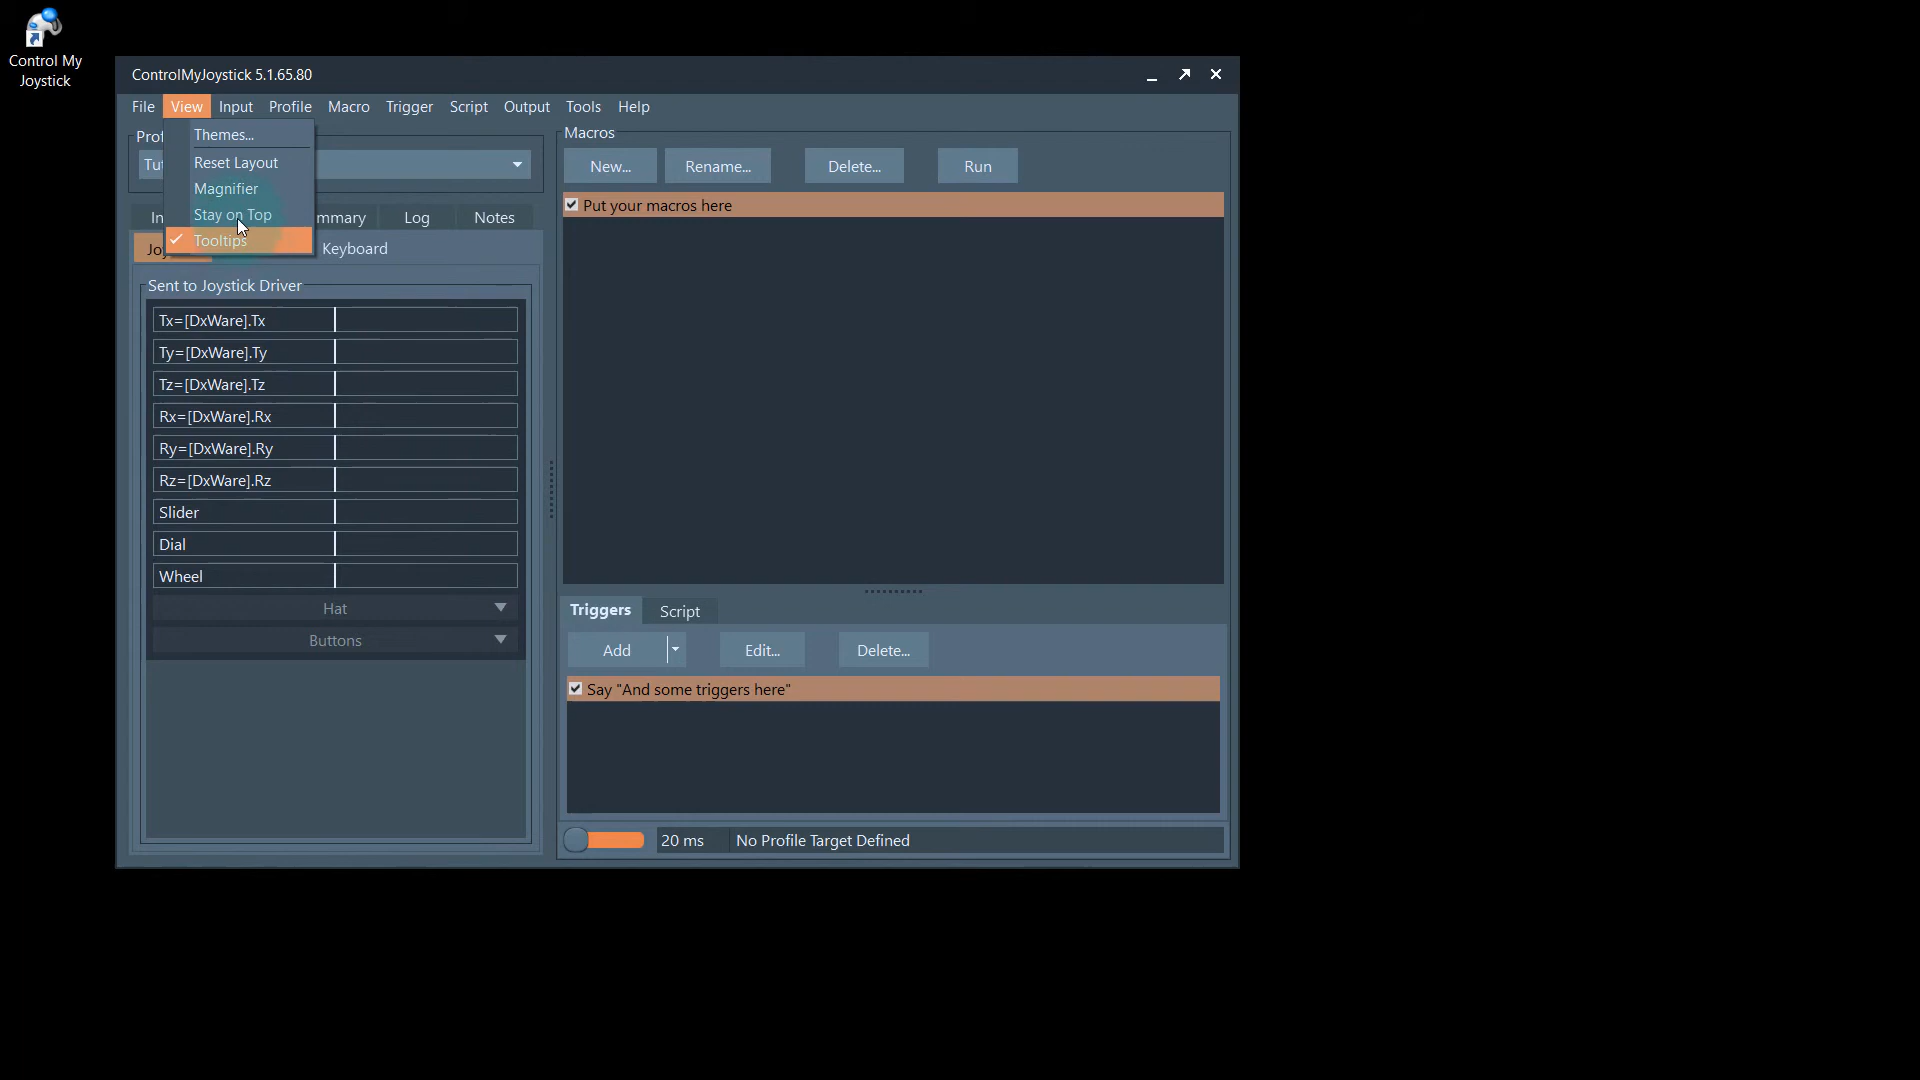 Control My
Joystick
ControlMyJoystick 5.1.65.80
File View Input Profile Macro Trigger Script Output Tools Help
Themes...
Reset Layout
Magnifier
Stay on Top
Tooltips
Prof
Tut
In mmary Log Notes
Joy Keyboard
Sent to Joystick Driver
Tx=[DxWare].Tx
Ty=[DxWare].Ty
Tz=[DxWare].Tz
Rx=[DxWare].Rx
Ry=[DxWare].Ry
Rz=[DxWare].Rz
Slider
Dial
Wheel
Hat
Buttons
Macros
New... Rename... Delete... Run
Put your macros here
Triggers Script
Add Edit... Delete...
Say "And some triggers here"
20 ms No Profile Target Defined